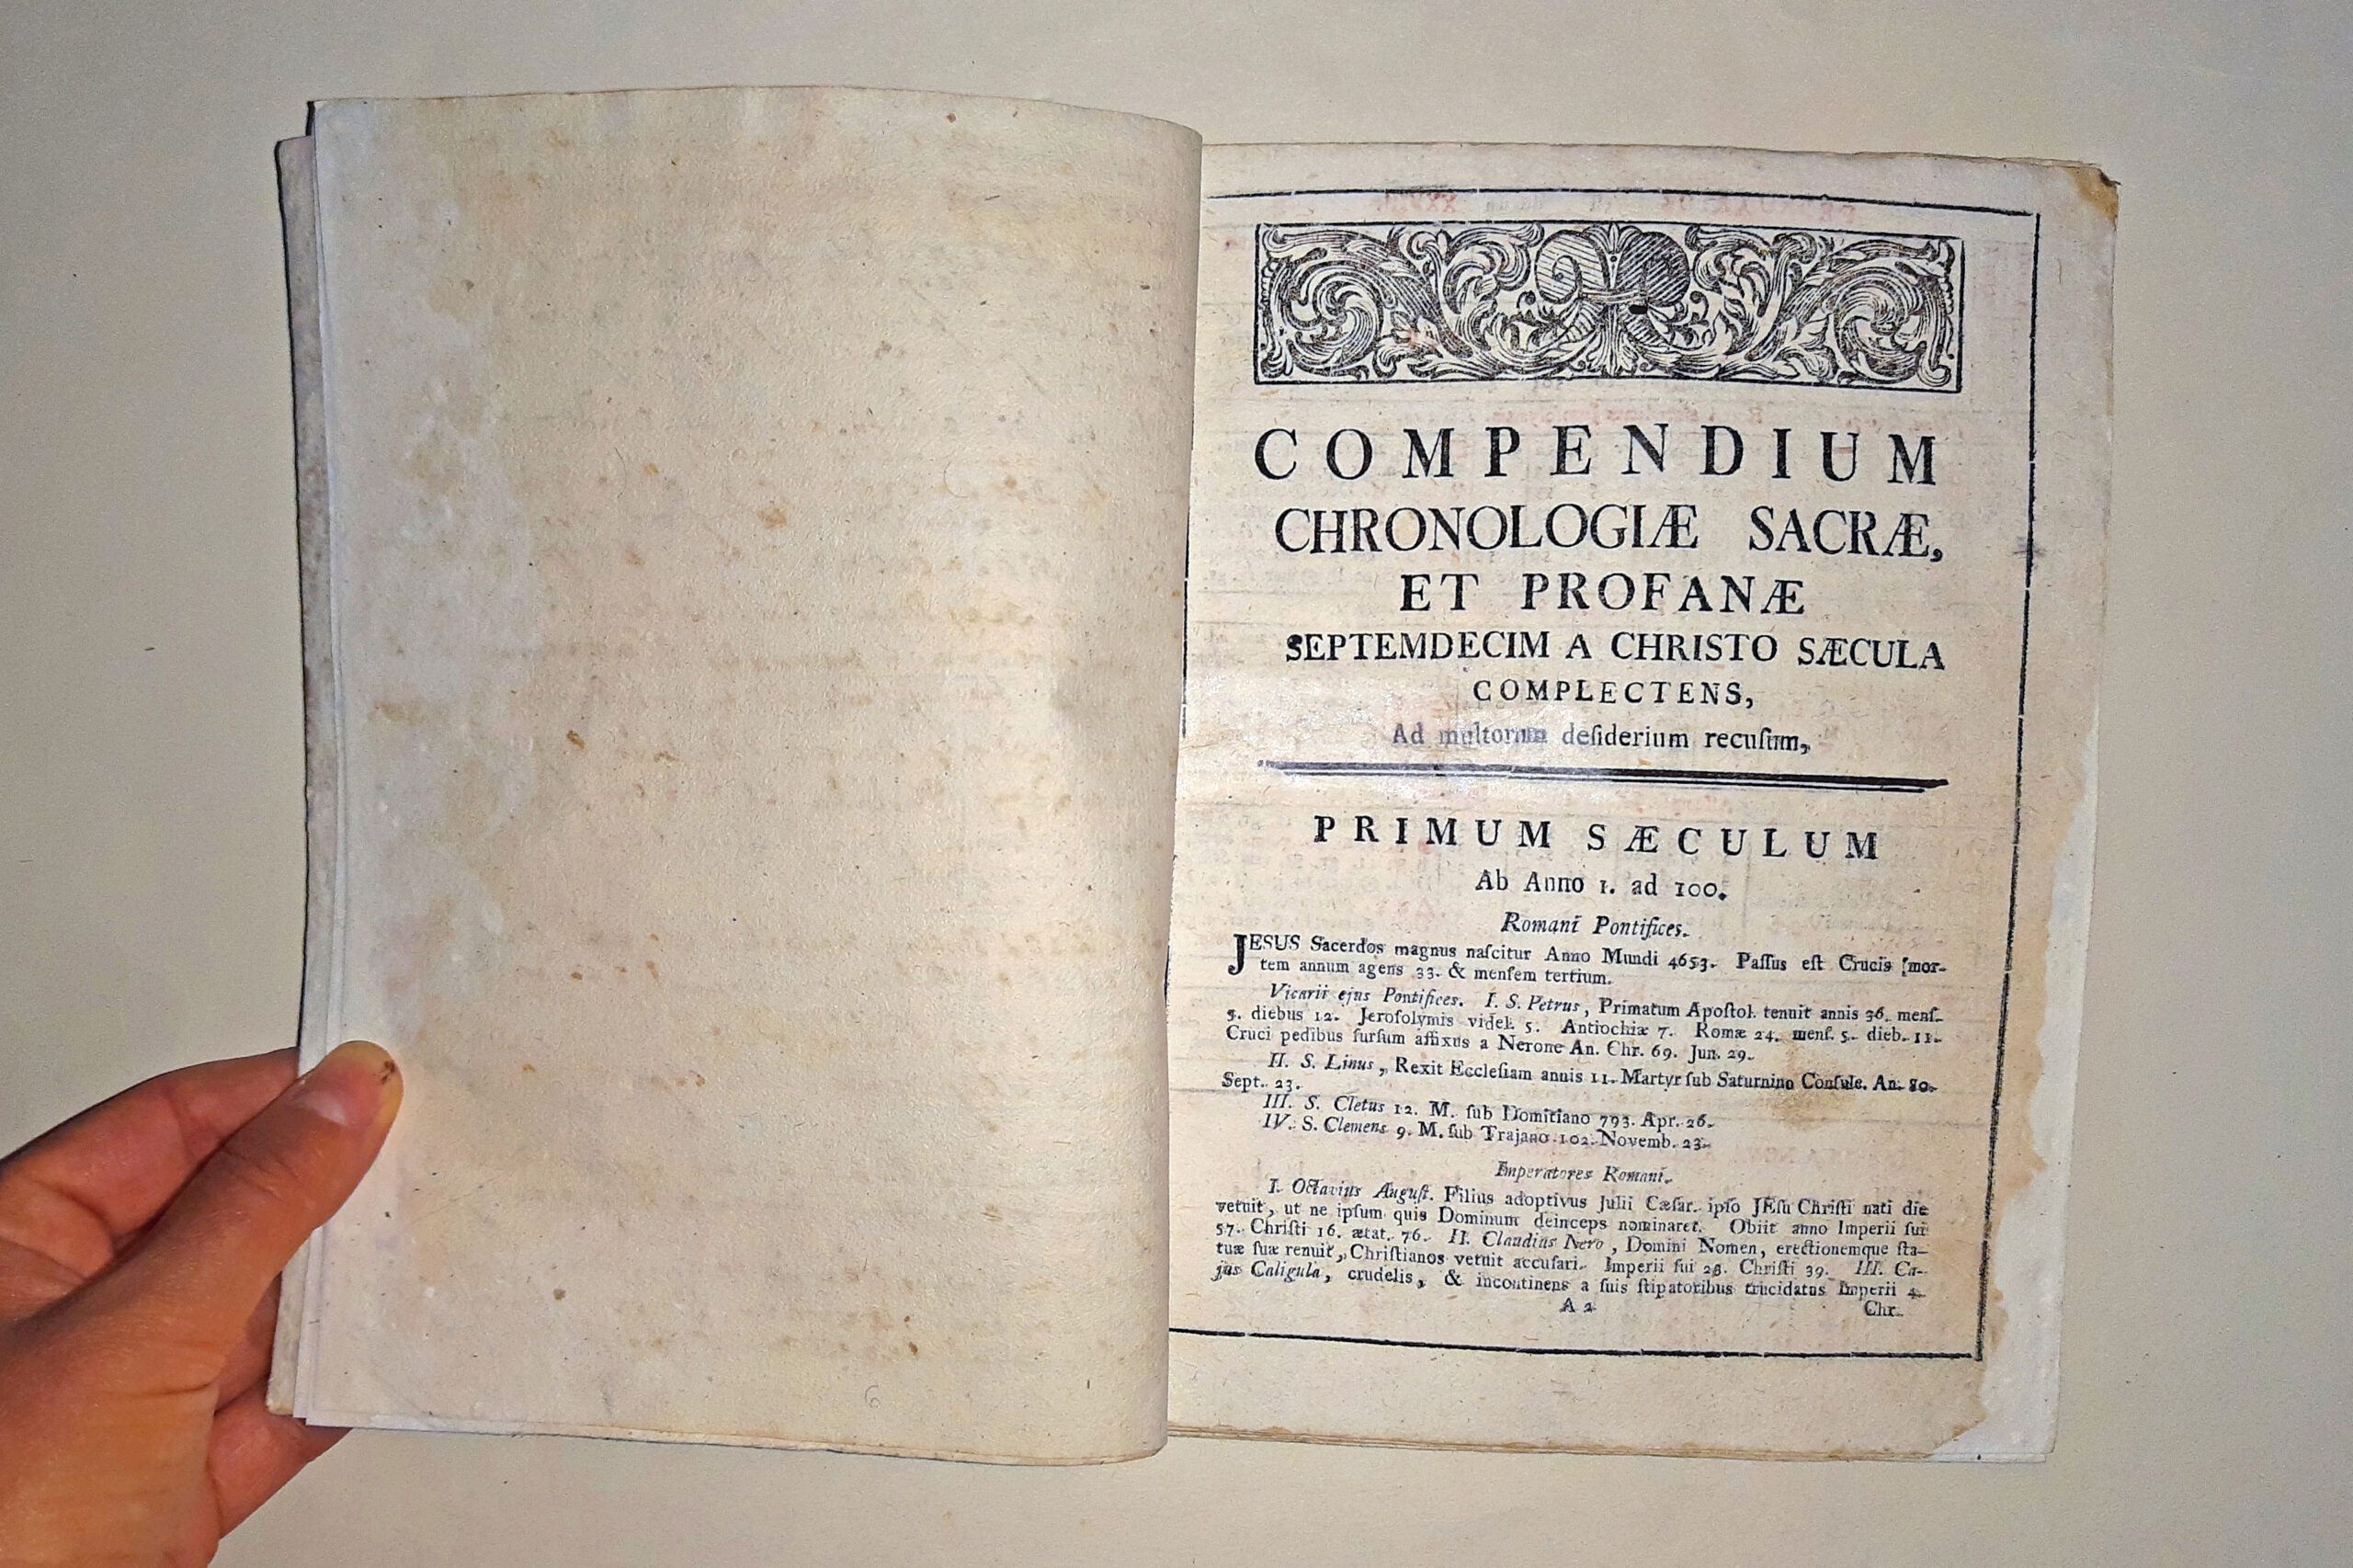 COMPENDIUM
CHRONOLOGIÆ SACRÆ,
ET PROFANÆ
SEPTEMDECIM A CHRISTO SÆCULA
COMPLECTENS,
Ad multorum deſiderium recuſum,
PRIMUM SÆCULUM
Ab Anno 1. ad 100.
Romani Pontifices.
JESUS Sacerdos magnus naſcitur Anno Mundi 4653. Paſſus eſt Crucis mor-
tem annum agens 33. & menſem tertium.
Vicarii ejus Pontifices. I. S. Petrus, Primatum Apoſtol. tenuit annis 36. menſ.
5. diebus 12. Jeroſolymis videl. 5. Antiochiæ 7. Romæ 24. menſ. 5. dieb. 11.
Cruci pedibus ſurſum affixus a Nerone An. Chr. 69. Jun. 29.
II. S. Linus, Rexit Eccleſiam annis 11. Martyr ſub Saturnino Conſule. An. 80.
Sept. 23.
III. S. Cletus 12. M. ſub Domitiano 793. Apr. 26.
IV. S. Clemens 9. M. ſub Trajano 102. Novemb. 23.
Imperatores Romani.
I. Octavius Auguſt. Filius adoptivus Julii Cæſar. ipſo JEſu Chriſti nati die
vetuit, ut ne ipſum quis Dominum deinceps nominaret. Obiit anno Imperii ſui
57. Chriſti 16. ætat. 76. II. Claudius Nero, Domini Nomen, erectionemque ſta-
tuæ ſuæ renuit, Chriſtianos vetuit accuſari. Imperii ſui 23. Chriſti 39. III. Ca-
jus Caligula, crudelis, & incontinens a ſuis ſtipatoribus trucidatus Imperii 4.
A 2 Chr.
6